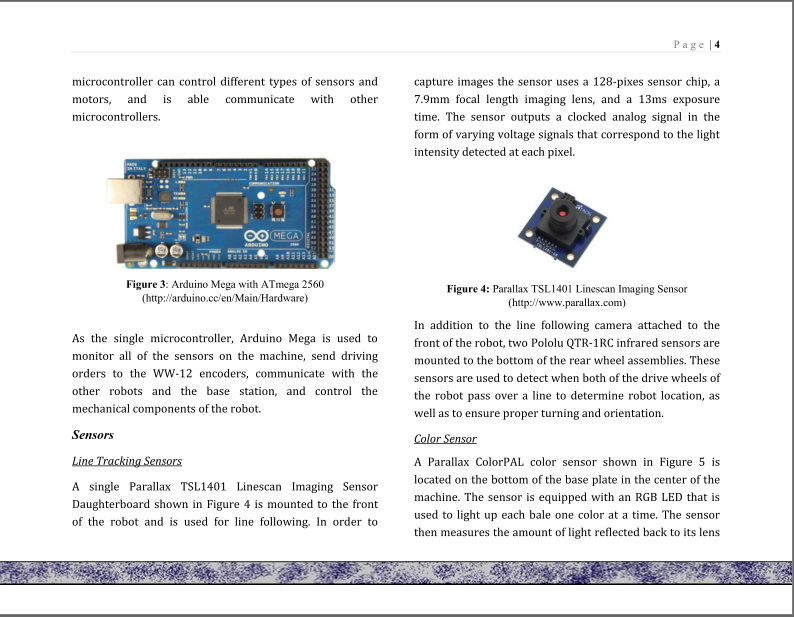 Page | 4
microcontroller can control different types of sensors and
motors, and is able communicate with other
microcontrollers.
MADE
IN ITALY
COMMUNICATION
MEGA
ARDUINO
ANALOG IN
Figure 3: Arduino Mega with ATmega 2560
(http://arduino.cc/en/Main/Hardware)
As the single microcontroller, Arduino Mega is used to
monitor all of the sensors on the machine, send driving
orders to the WW-12 encoders, communicate with the
other robots and the base station, and control the
mechanical components of the robot.
Sensors
Line Tracking Sensors
A single Parallax TSL1401 Linescan Imaging Sensor
Daughterboard shown in Figure 4 is mounted to the front
of the robot and is used for line following. In order to
capture images the sensor uses a 128-pixes sensor chip, a
7.9mm focal length imaging lens, and a 13ms exposure
time. The sensor outputs a clocked analog signal in the
form of varying voltage signals that correspond to the light
intensity detected at each pixel.
Figure 4: Parallax TSL1401 Linescan Imaging Sensor
(http://www.parallax.com)
In addition to the line following camera attached to the
front of the robot, two Pololu QTR-1RC infrared sensors are
mounted to the bottom of the rear wheel assemblies. These
sensors are used to detect when both of the drive wheels of
the robot pass over a line to determine robot location, as
well as to ensure proper turning and orientation.
Color Sensor
A Parallax ColorPAL color sensor shown in Figure 5 is
located on the bottom of the base plate in the center of the
machine. The sensor is equipped with an RGB LED that is
used to light up each bale one color at a time. The sensor
then measures the amount of light reflected back to its lens